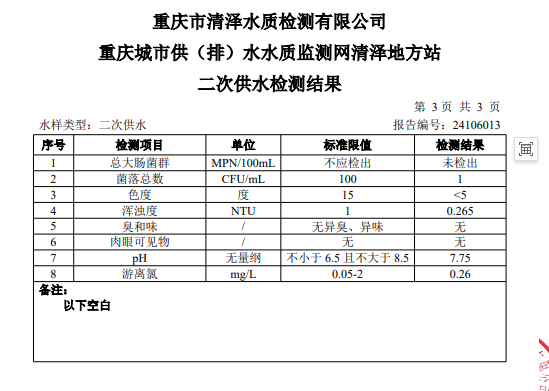 重庆市清泽水质检测有限公司
重庆城市供（排）水水质监测网清泽地方站
二次供水检测结果
第 3页 共 3 页
水样类型：二次供水 报告编号：24106013
序号 检测项目 单位 标准限值 检测结果
1 总大肠菌群 MPN/100mL 不应检出 未检出
2 菌落总数 CFU/mL 100 1
3 色度 度 15 <5
4 浑浊度 NTU 1 0.265
5 臭和味 / 无异臭、异味 无
6 肉眼可见物 / 无 无
7 pH 无量纲 不小于 6.5 且不大于 8.5 7.75
8 游离氯 mg/L 0.05-2 0.26
备注：
以下空白